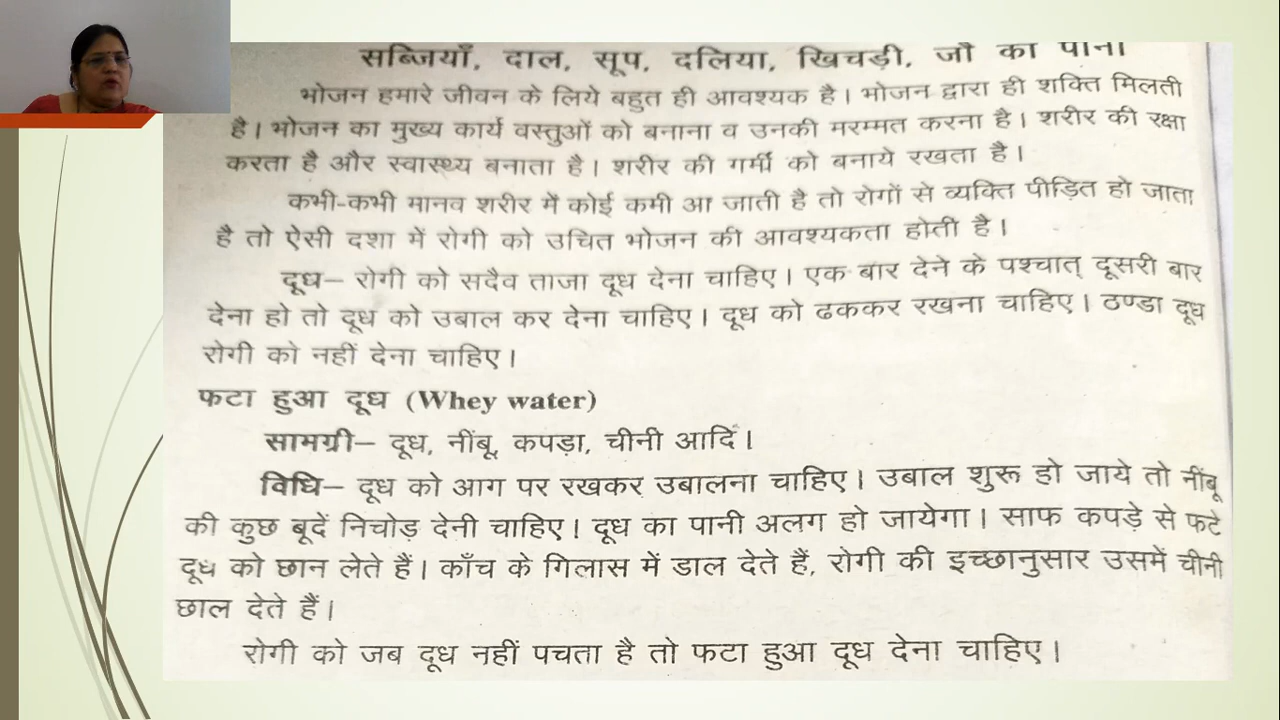 सब्जियाँ, दाल, सूप, दलिया, खिचड़ी, जौ का पानी
भोजन हमारे जीवन के लिये बहुत ही आवश्यक है। भोजन द्वारा ही शक्ति मिलती
है। भोजन का मुख्य कार्य वस्तुओं को बनाना व उनकी मरम्मत करना है। शरीर की रक्षा
करता है और स्वास्थ्य बनाता है। शरीर की गर्मी को बनाये रखता है।
कभी-कभी मानव शरीर में कोई कमी आ जाती है तो रोगों से व्यक्ति पीड़ित हो जाता
है तो ऐसी दशा में रोगी को उचित भोजन की आवश्यकता होती है।
दूध– रोगी को सदैव ताजा दूध देना चाहिए। एक बार देने के पश्चात् दूसरी बार
देना हो तो दूध को उबाल कर देना चाहिए। दूध को ढककर रखना चाहिए। ठण्डा दूध
रोगी को नहीं देना चाहिए।
फटा हुआ दूध (Whey water)
सामग्री– दूध, नींबू, कपड़ा, चीनी आदि।
विधि– दूध को आग पर रखकर उबालना चाहिए। उबाल शुरू हो जाये तो नींबू
की कुछ बूदें निचोड़ देनी चाहिए। दूध का पानी अलग हो जायेगा। साफ कपड़े से फटे
दूध को छान लेते हैं। काँच के गिलास में डाल देते हैं, रोगी की इच्छानुसार उसमें चीनी
छाल देते हैं।
रोगी को जब दूध नहीं पचता है तो फटा हुआ दूध देना चाहिए।